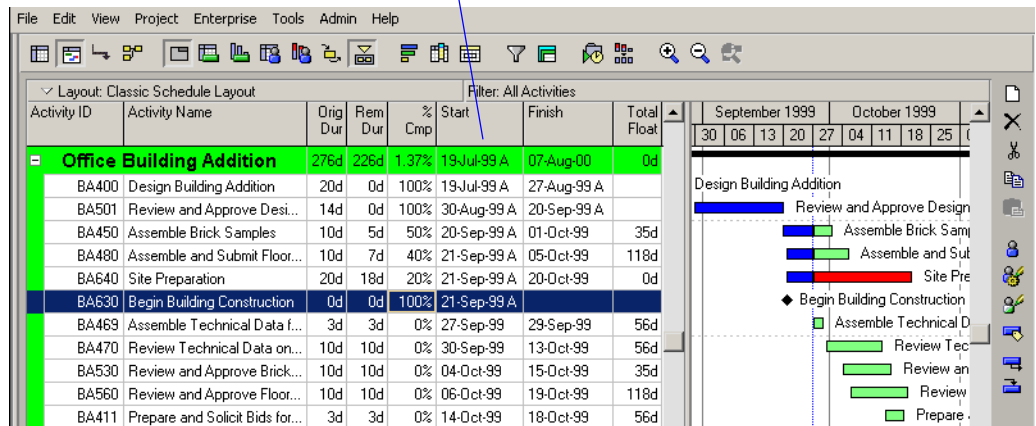 File Edit View Project Enterprise Tools Admin Help
Layout: Classic Schedule Layout Filter: All Activities
Activity ID Activity Name Orig Dur Rem Dur % Cmp Start Finish Total Float September 1999 October 1999
30 06 13 20 27 04 11 18 25
Office Building Addition 276d 226d 1.37% 19-Jul-99 A 07-Aug-00 0d
BA400 Design Building Addition 20d 0d 100% 19-Jul-99 A 27-Aug-99 A Design Building Addition
BA501 Review and Approve Desi... 14d 0d 100% 30-Aug-99 A 20-Sep-99 A Review and Approve Design
BA450 Assemble Brick Samples 10d 5d 50% 20-Sep-99 A 01-Oct-99 35d Assemble Brick Sam
BA480 Assemble and Submit Floor... 10d 7d 40% 21-Sep-99 A 05-Oct-99 118d Assemble and Sub
BA640 Site Preparation 20d 18d 20% 21-Sep-99 A 20-Oct-99 0d Site Pre
BA630 Begin Building Construction 0d 0d 100% 21-Sep-99 A Begin Building Construction
BA469 Assemble Technical Data f... 3d 3d 0% 27-Sep-99 29-Sep-99 56d Assemble Technical D
BA470 Review Technical Data on... 10d 10d 0% 30-Sep-99 13-Oct-99 56d Review Tec
BA530 Review and Approve Brick... 10d 10d 0% 04-Oct-99 15-Oct-99 35d Review an
BA560 Review and Approve Floor... 10d 10d 0% 06-Oct-99 19-Oct-99 118d Review
BA411 Prepare and Solicit Bids for... 3d 3d 0% 14-Oct-99 18-Oct-99 56d Prepare